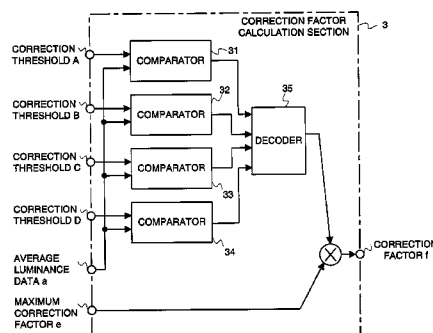 CORRECTION FACTOR
CALCULATION SECTION
3
CORRECTION
THRESHOLD A
COMPARATOR
31
CORRECTION
THRESHOLD B
COMPARATOR
32
35
DECODER
CORRECTION
THRESHOLD C
COMPARATOR
33
CORRECTION
THRESHOLD D
COMPARATOR
34
AVERAGE
LUMINANCE
DATA a
CORRECTION
FACTOR f
MAXIMUM
CORRECTION
FACTOR e